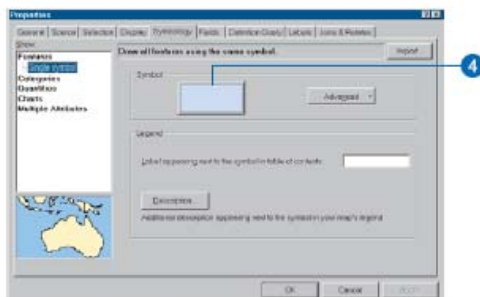 Properties
General Source Selection Display Symbology Fields Definition Query Labels Joins & Relates
Show:
Features
Single symbol
Categories
Quantities
Charts
Multiple Attributes
Draw all features using the same symbol.
Import
Symbol
Advanced
4
Legend
Label appearing next to the symbol in table of contents:
Description...
Additional description appearing next to the symbol in your map's legend
OK
Cancel
Apply